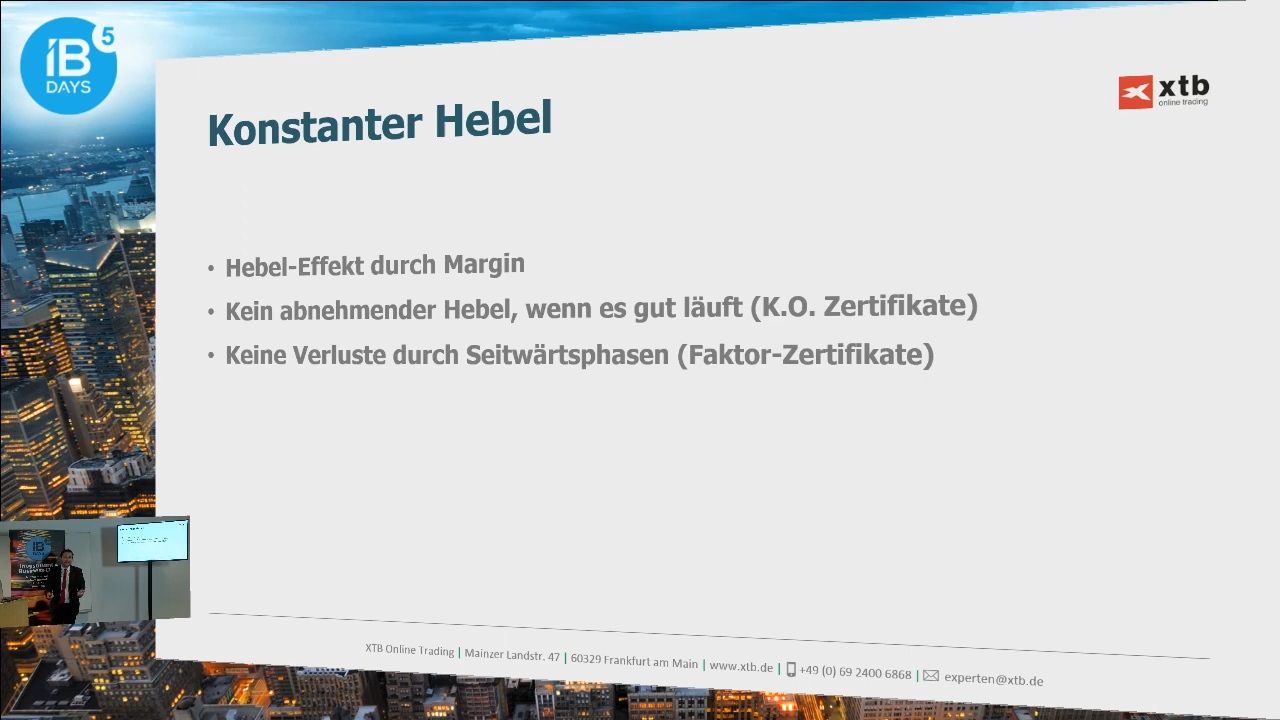 IB 5
DAYS
xtb
online trading
Konstanter Hebel
• Hebel-Effekt durch Margin
• Kein abnehmender Hebel, wenn es gut läuft (K.O. Zertifikate)
• Keine Verluste durch Seitwärtsphasen (Faktor-Zertifikate)
IB
DAYS
XTB Online Trading | Mainzer Landstr. 47 | 60329 Frankfurt am Main | www.xtb.de | +49 (0) 69 2400 6868 | experten@xtb.de